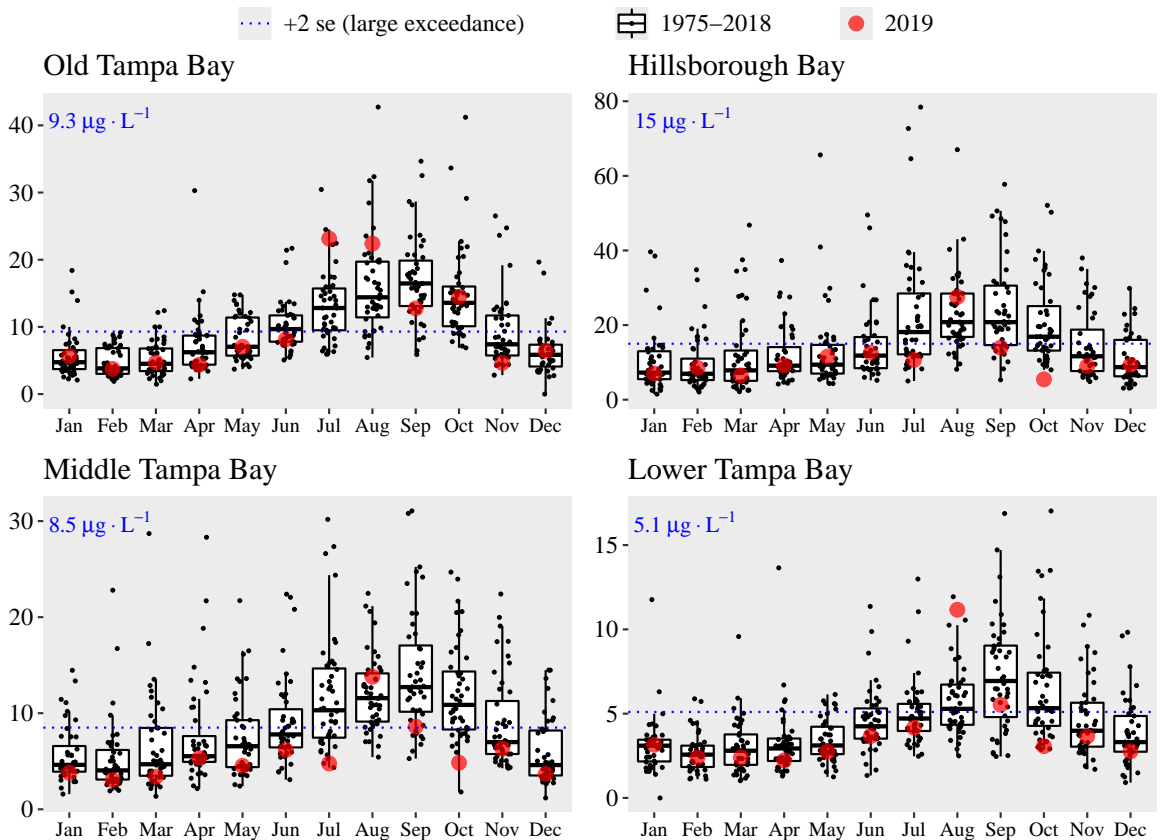 +2 se (large exceedance) 1975–2018 2019
Old Tampa Bay
9.3 μg · L⁻¹
40
30
20
10
0
Jan Feb Mar Apr May Jun Jul Aug Sep Oct Nov Dec
Hillsborough Bay
15 μg · L⁻¹
80
60
40
20
0
Jan Feb Mar Apr May Jun Jul Aug Sep Oct Nov Dec
Middle Tampa Bay
8.5 μg · L⁻¹
30
20
10
0
Jan Feb Mar Apr May Jun Jul Aug Sep Oct Nov Dec
Lower Tampa Bay
5.1 μg · L⁻¹
15
10
5
0
Jan Feb Mar Apr May Jun Jul Aug Sep Oct Nov Dec